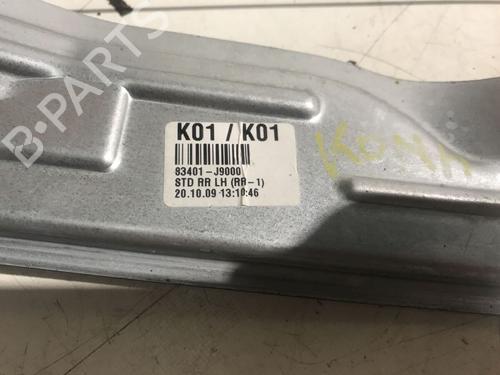 K01 / K01
83401-J9000
STD RR LH (RR-1)
20.10.09 13:10:46
KONA
B-PARTS